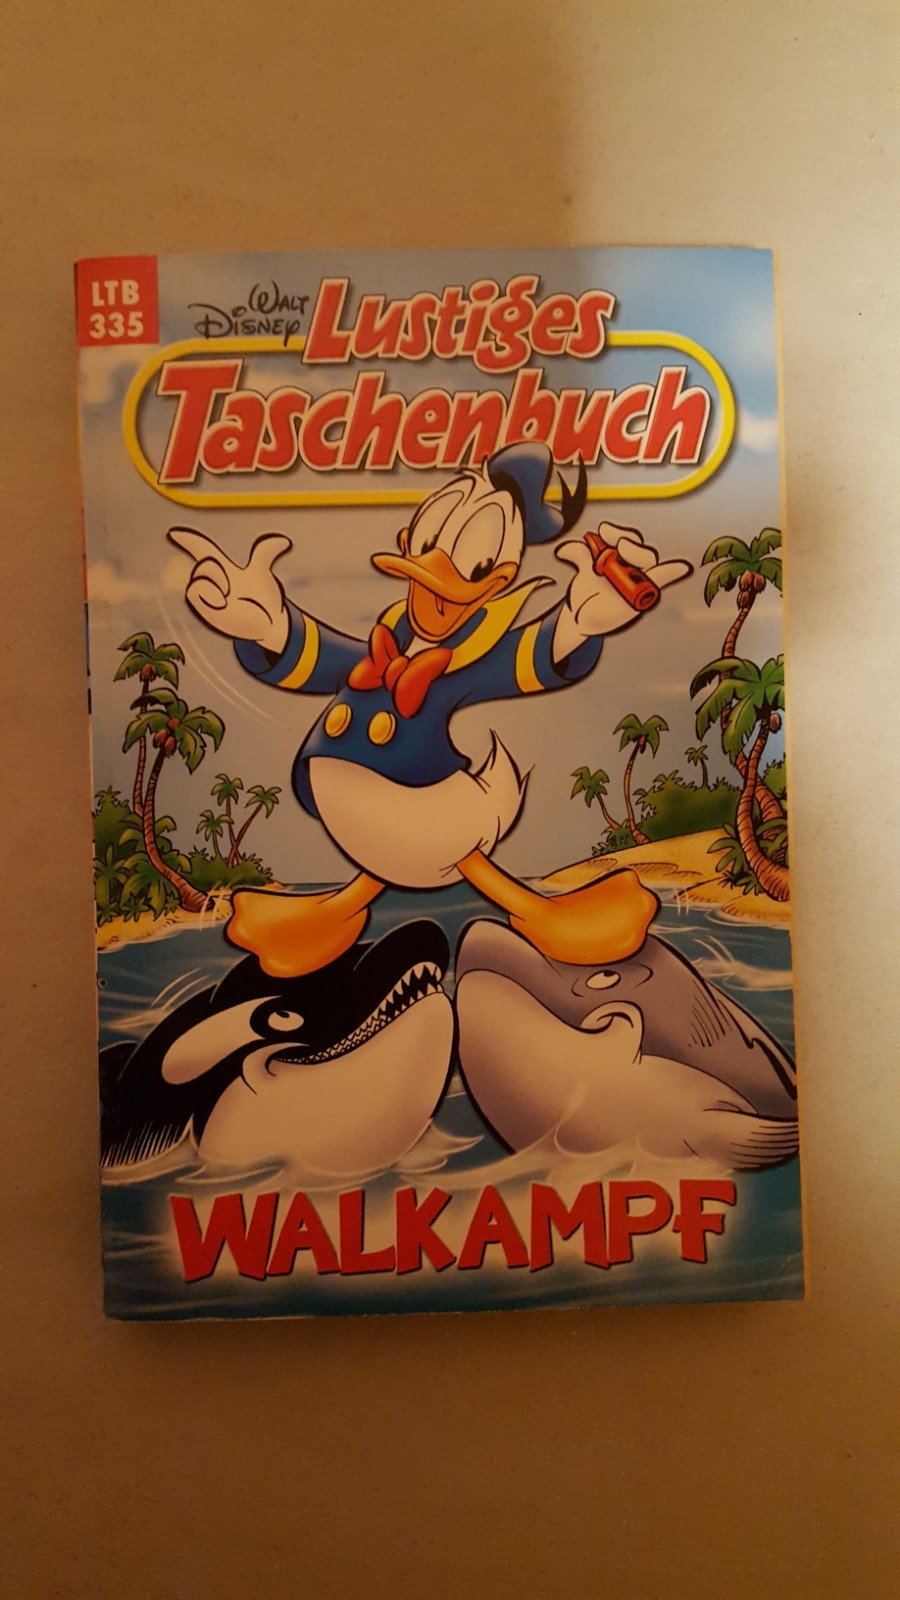 LTB
335
Walt
Disney
Lustiges
Taschenbuch
WALKAMPF